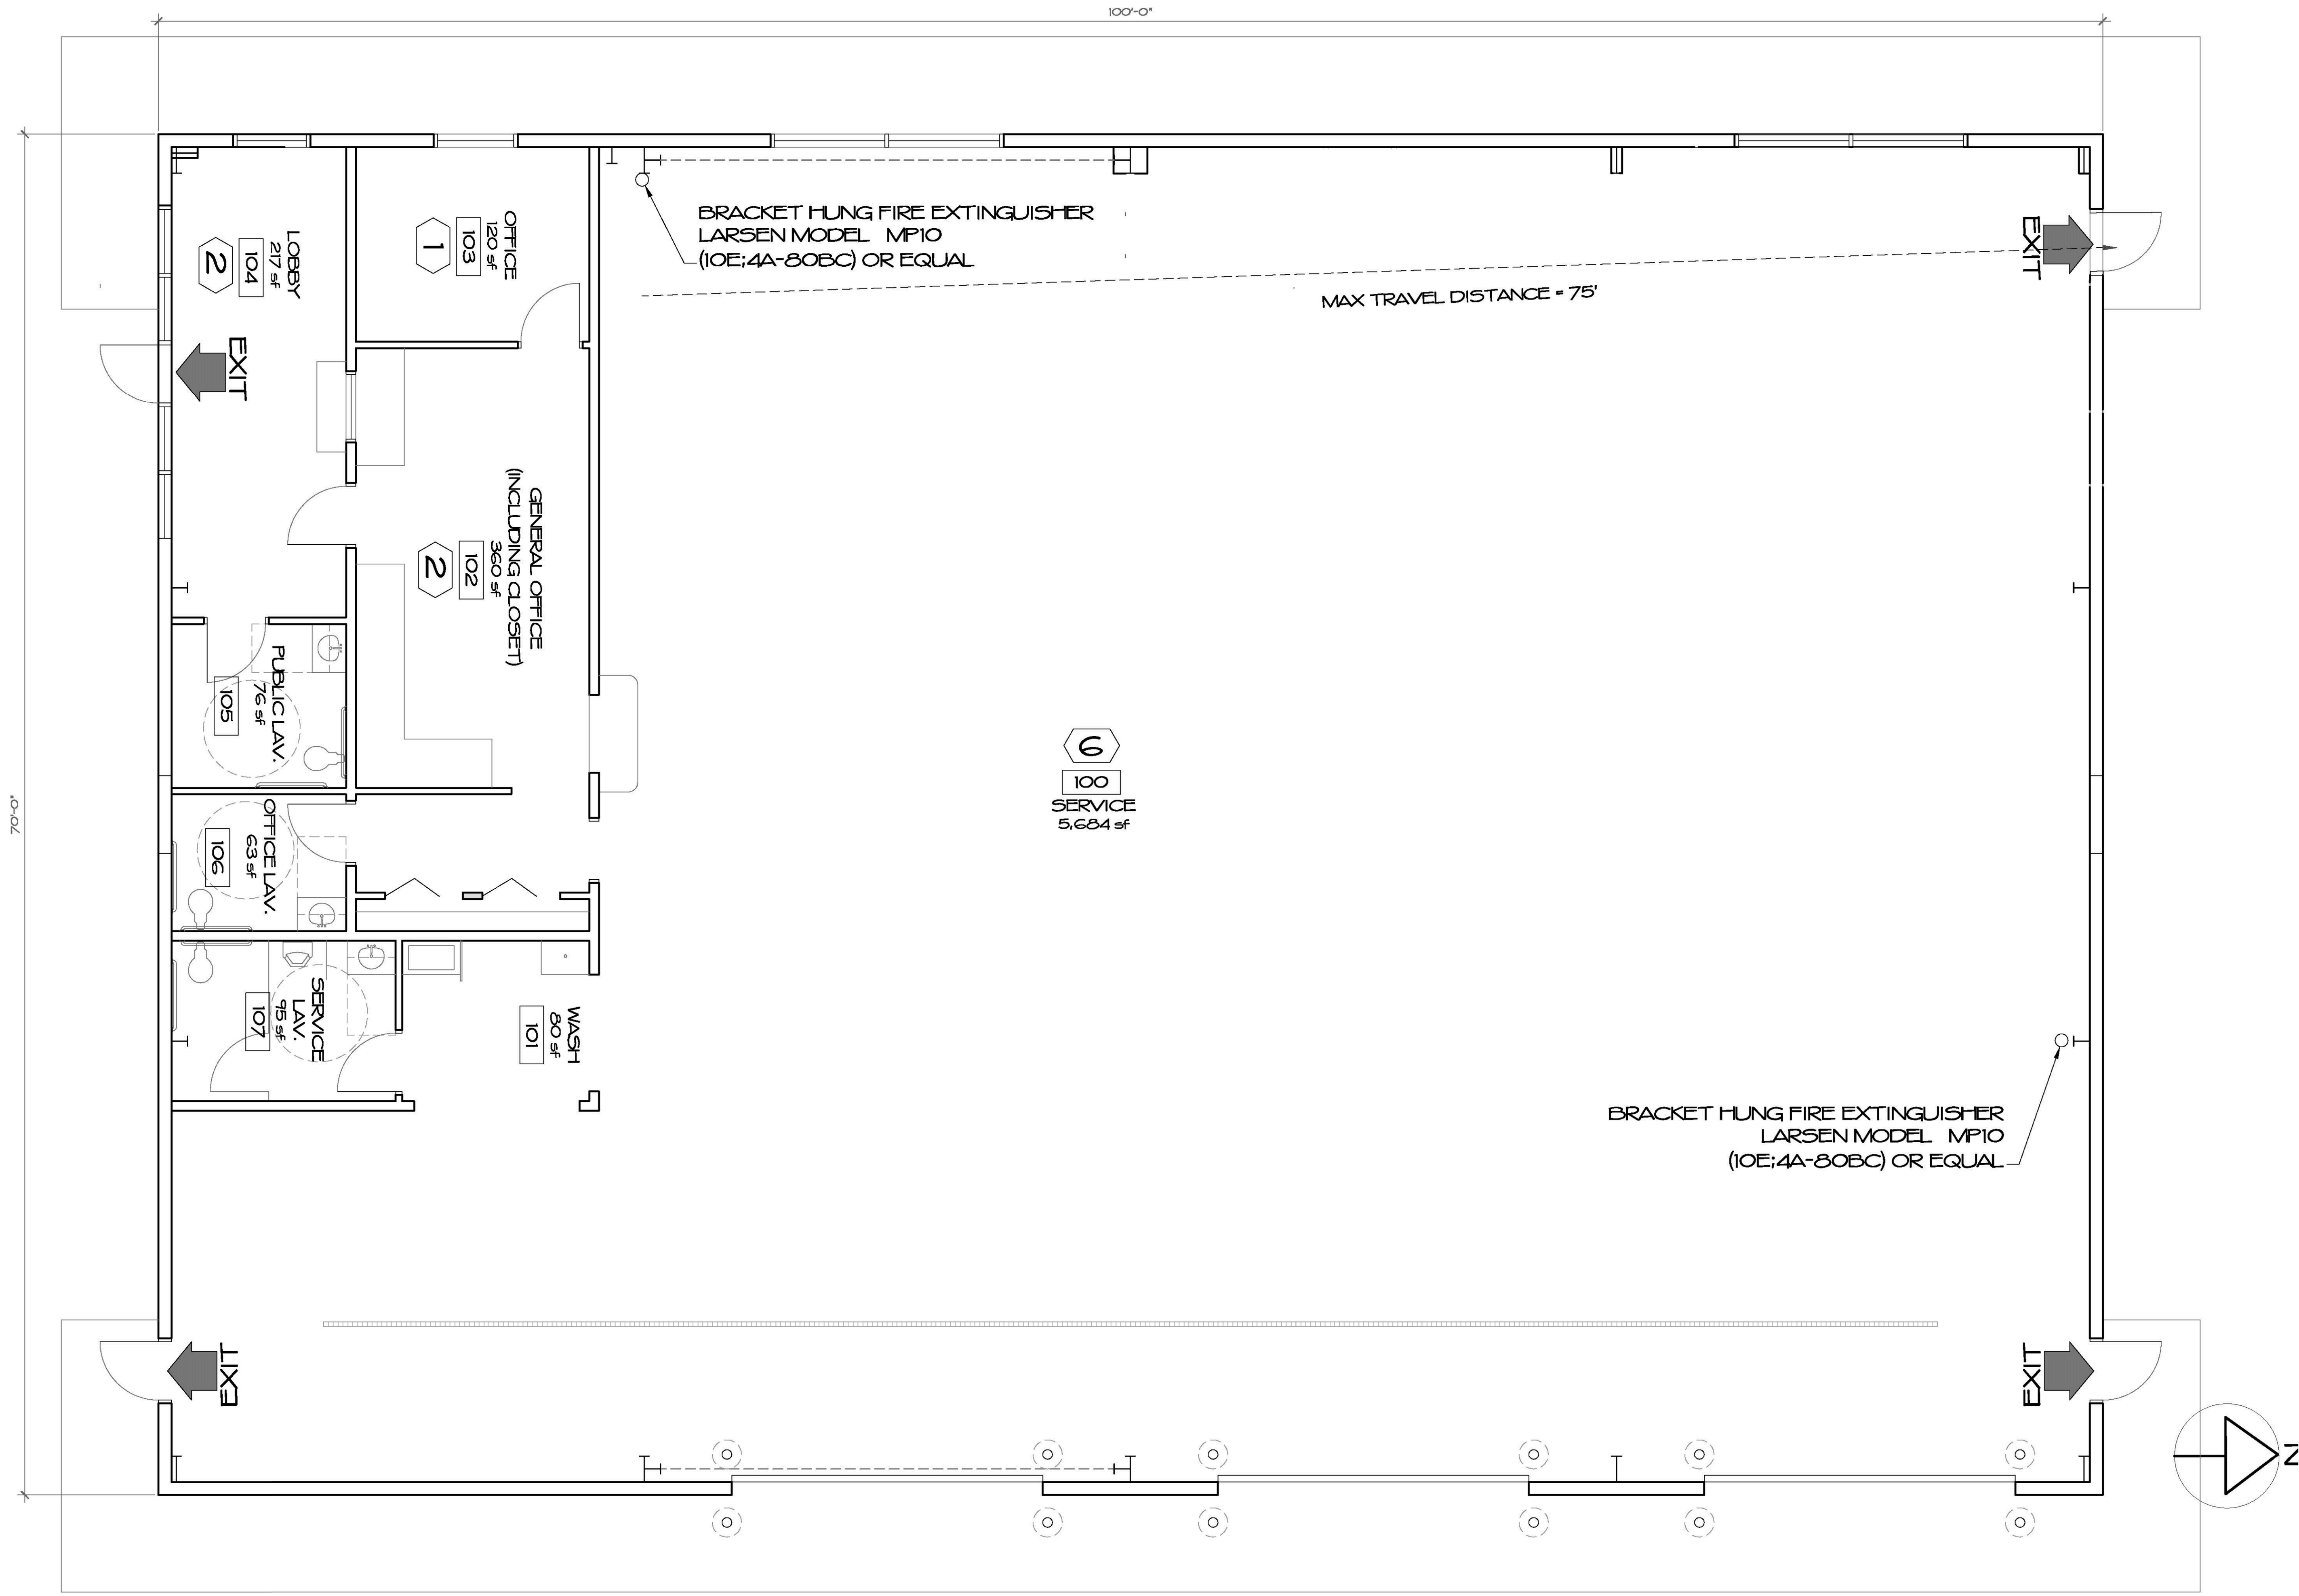 100'-0"
70'-0"
BRACKET HUNG FIRE EXTINGUISHER
LARSEN MODEL MP10
(10E;4A-80BC) OR EQUAL
MAX TRAVEL DISTANCE = 75'
EXIT
LOBBY
217 sf
104
2
OFFICE
120 sf
103
1
EXIT
GENERAL OFFICE
(INCLUDING CLOSET)
360 sf
102
2
PUBLIC LAV.
76 sf
105
OFFICE LAV.
63 sf
106
SERVICE
LAV.
95 sf
107
WASH
80 sf
101
6
100
SERVICE
5,684 sf
BRACKET HUNG FIRE EXTINGUISHER
LARSEN MODEL MP10
(10E;4A-80BC) OR EQUAL
EXIT
EXIT
N